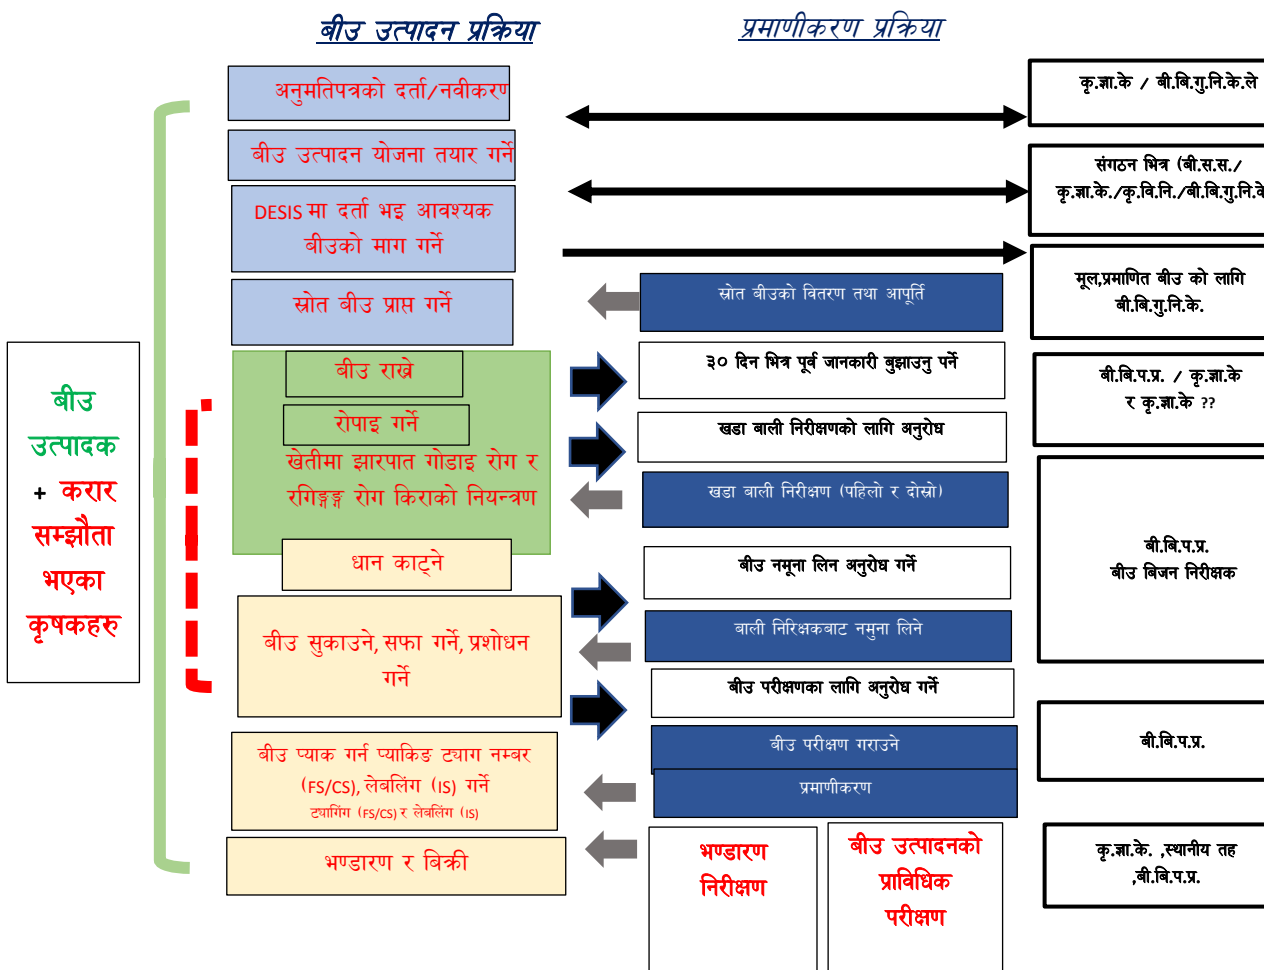 बीउ उत्पादन प्रक्रिया
प्रमाणीकरण प्रक्रिया
अनुमतिपत्रको दर्ता/नवीकरण
कृ.ज्ञा.के / बी.बि.गु.नि.के.ले
बीउ उत्पादन योजना तयार गर्ने
संगठन भित्र (बी.स.स./
कृ.ज्ञा.के./कृ.वि.नि./बी.बि.गु.नि.के
DESIS मा दर्ता भइ आवश्यक
बीउको माग गर्ने
मूल,प्रमाणित बीउ को लागि
बी.बि.गु.नि.के.
स्रोत बीउ प्राप्त गर्ने
स्रोत बीउको वितरण तथा आपूर्ति
बीउ
उत्पादक
+ करार
सम्झौता
भएका
कृषकहरु
बीउ राख्ने
३० दिन भित्र पूर्व जानकारी बुझाउनु पर्ने
बी.बि.प.प्र. / कृ.ज्ञा.के
र कृ.ज्ञा.के ??
रोपाइ गर्ने
खडा बाली निरीक्षणको लागि अनुरोध
खेतीमा झारपात गोडाइ रोग र
रगिङ्गङ्ग रोग किराको नियन्त्रण
खडा बाली निरीक्षण (पहिलो र दोस्रो)
धान काट्ने
बीउ नमूना लिन अनुरोध गर्ने
बी.बि.प.प्र.
बीउ बिजन निरीक्षक
बीउ सुकाउने, सफा गर्ने, प्रशोधन
गर्ने
बाली निरिक्षकबाट नमुना लिने
बीउ परीक्षणका लागि अनुरोध गर्ने
बीउ प्याक गर्न प्याकिङ ट्याग नम्बर
(FS/CS), लेबलिंग (IS) गर्ने
ट्यागिंग (FS/CS) र लेबलिंग (IS)
बीउ परीक्षण गराउने
बी.बि.प.प्र.
प्रमाणीकरण
भण्डारण र बिक्री
भण्डारण
निरीक्षण
बीउ उत्पादनको
प्राविधिक
परीक्षण
कृ.ज्ञा.के. ,स्थानीय तह
,बी.बि.प.प्र.